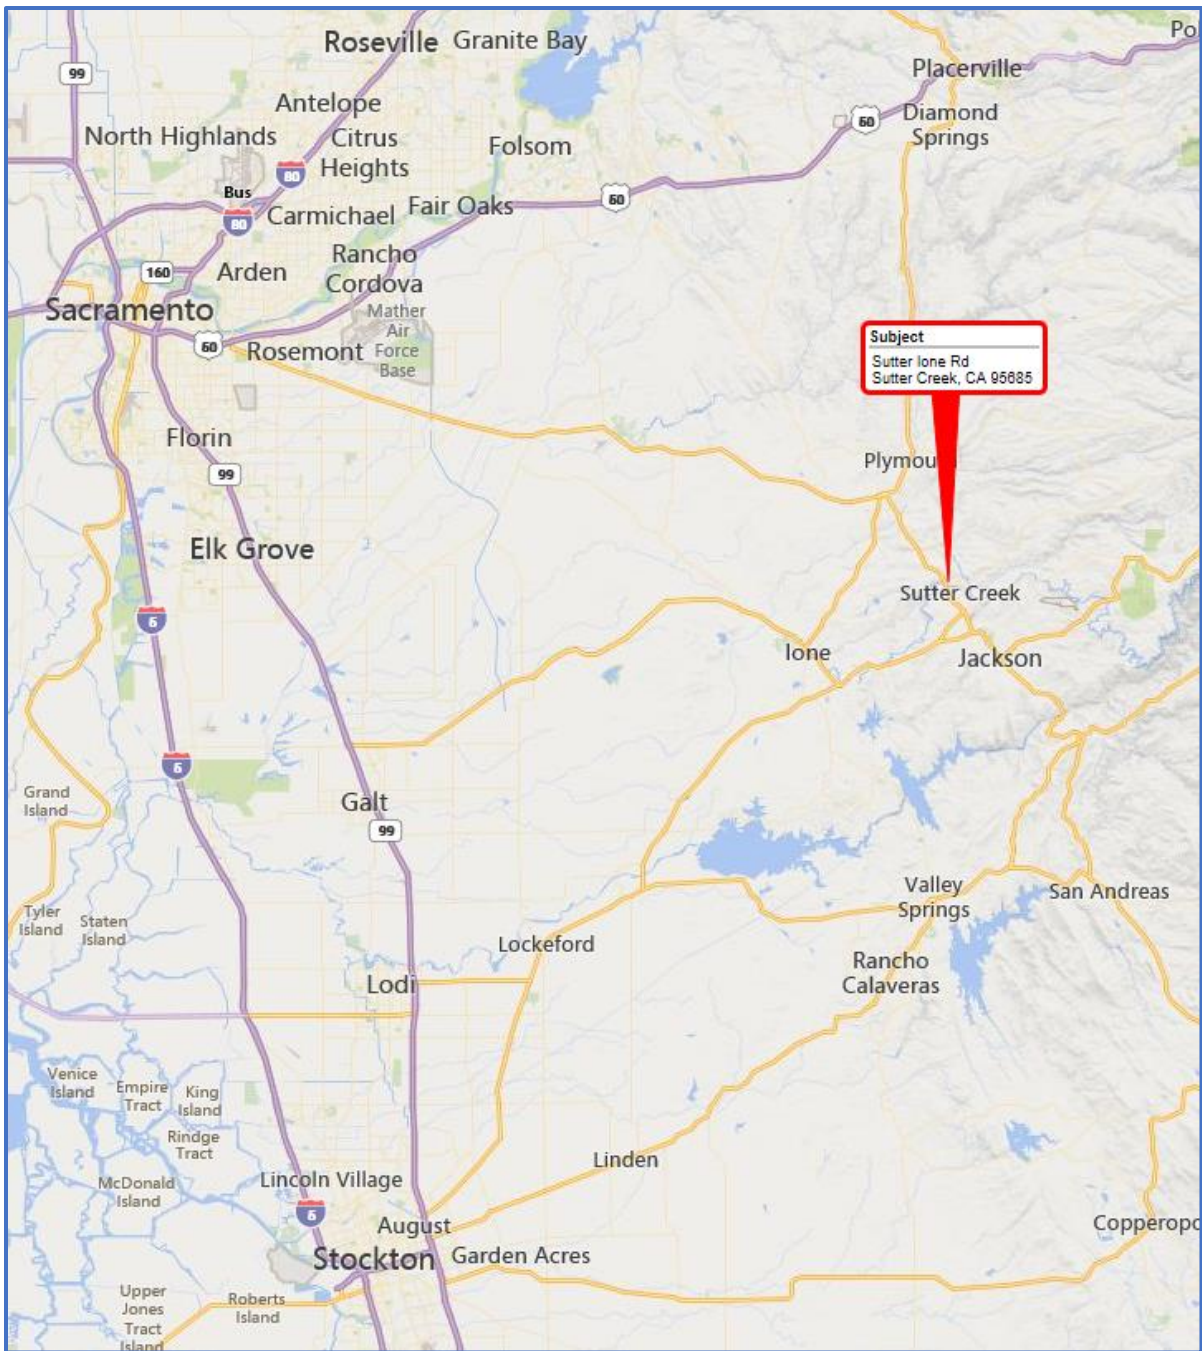 Roseville
Granite Bay
Po
99
Placerville
Antelope
60
Diamond
Springs
North Highlands
Citrus
Heights
Folsom
80
Bus
60
80
Carmichael
Fair Oaks
Rancho
Cordova
160
Arden
Sacramento
Mather
Air
Force
Base
60
Rosemont
Subject
Sutter Ione Rd
Sutter Creek, CA 95685
Florin
99
Plymou
Elk Grove
Sutter Creek
5
Ione
Jackson
5
Grand
Island
Galt
99
Valley
Springs
San Andreas
Tyler
Island
Staten
Island
Lockeford
Rancho
Calaveras
Lodi
Venice
Island
Empire
Tract
King
Island
Rindge
Tract
Linden
McDonald
Island
Lincoln Village
5
August
Copperopo
Stockton
Garden Acres
Upper
Jones
Tract
Island
Roberts
Island